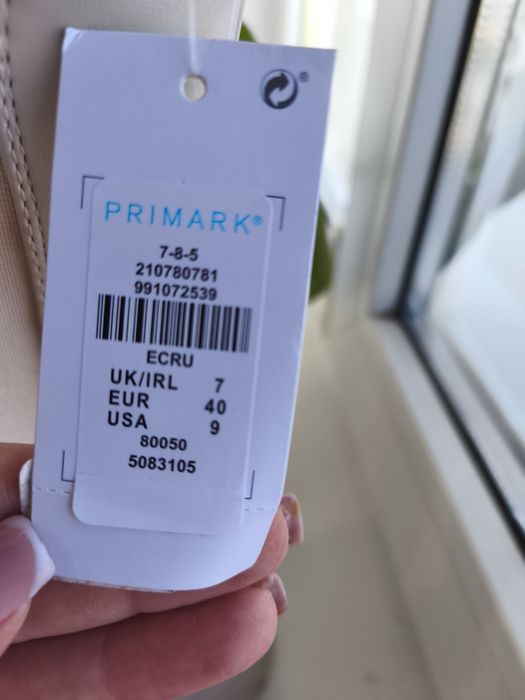 PRIMARK®
7-8-5
210780781
991072539
ECRU
UK/IRL 7
EUR 40
USA 9
80050
5083105